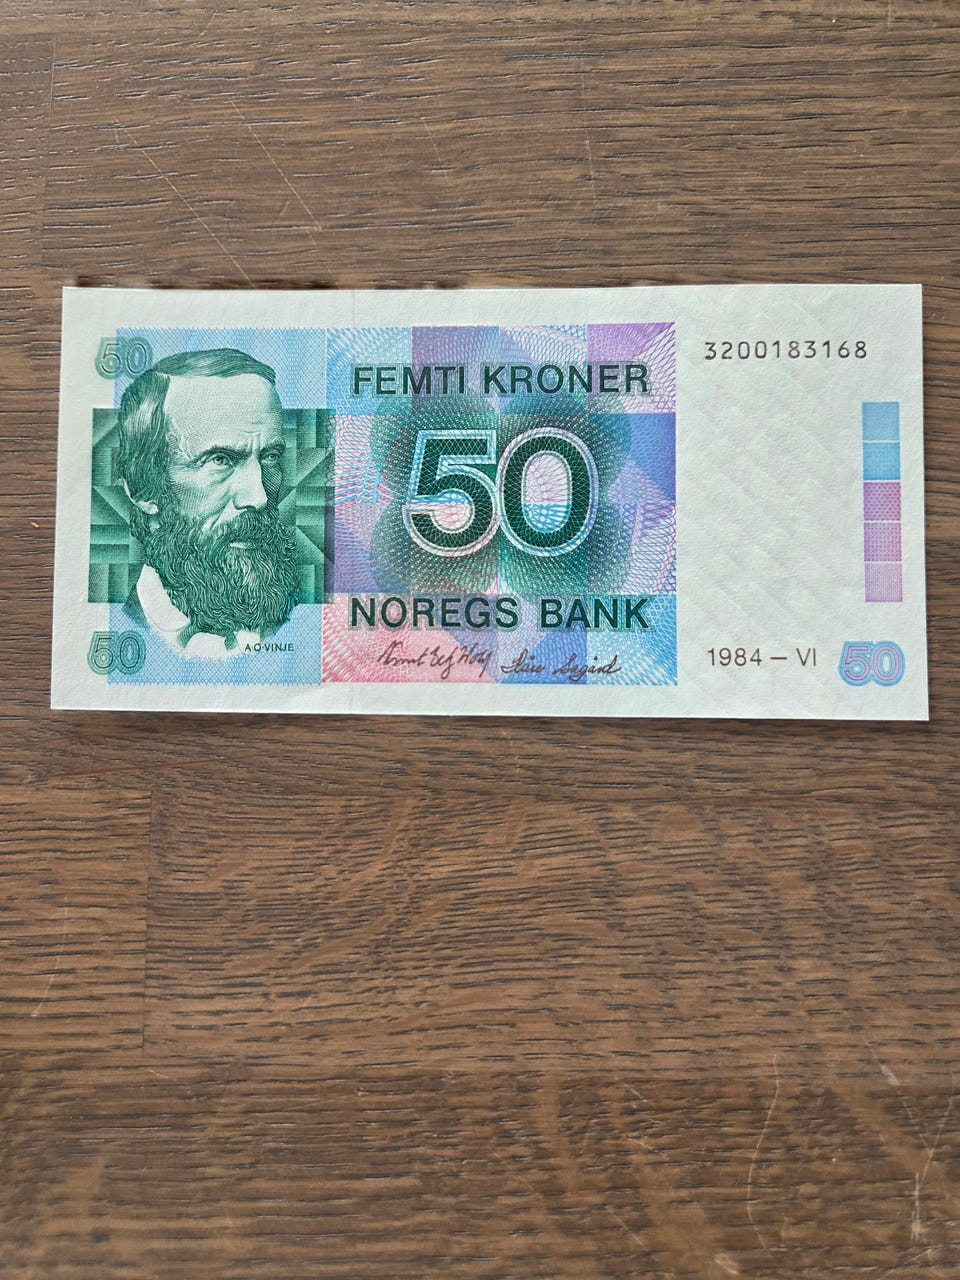 50
FEMTI KRONER
3200183168
50
NOREGS BANK
50
A·O·VINJE
1984 – VI
50